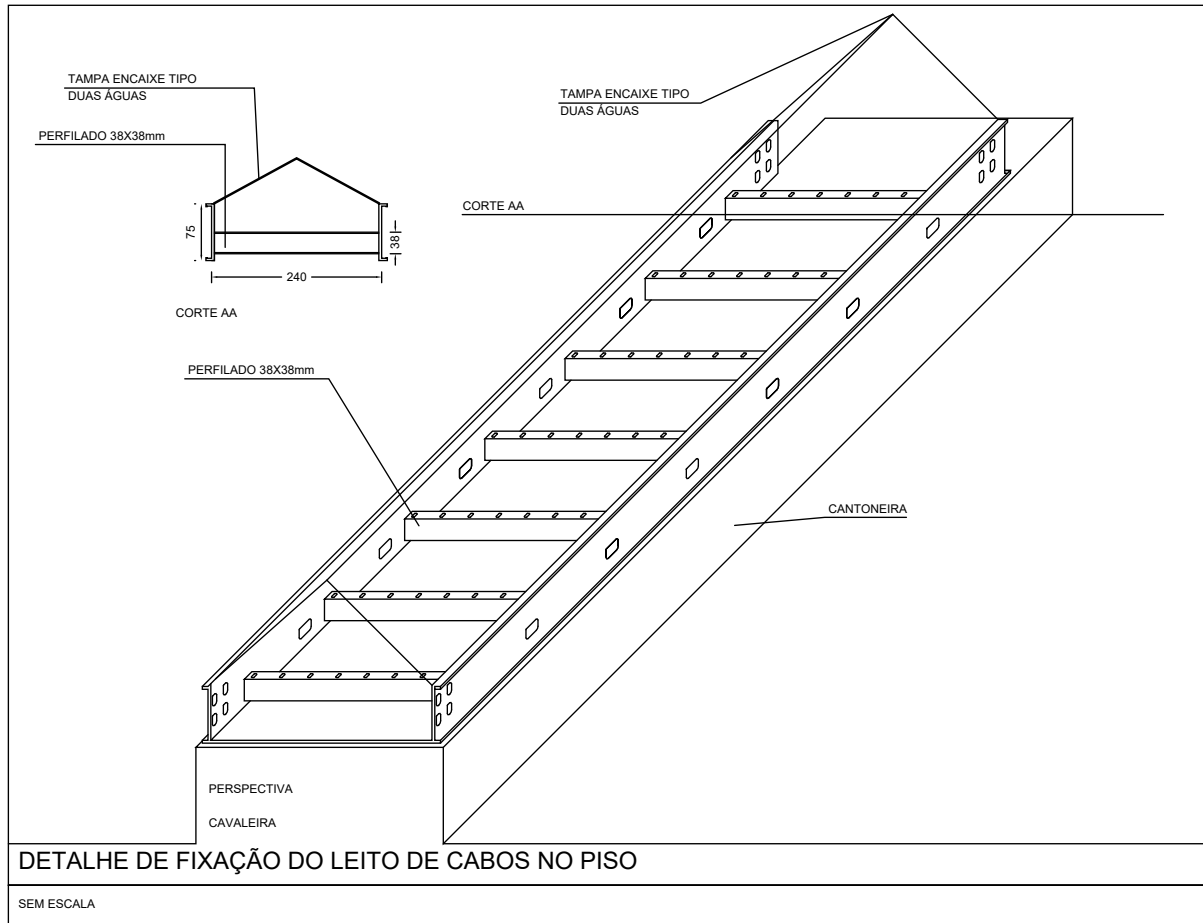 TAMPA ENCAIXE TIPO
DUAS ÁGUAS
PERFILADO 38X38mm
75
38
240
CORTE AA
TAMPA ENCAIXE TIPO
DUAS ÁGUAS
CORTE AA
PERFILADO 38X38mm
CANTONEIRA
PERSPECTIVA
CAVALEIRA
DETALHE DE FIXAÇÃO DO LEITO DE CABOS NO PISO
SEM ESCALA